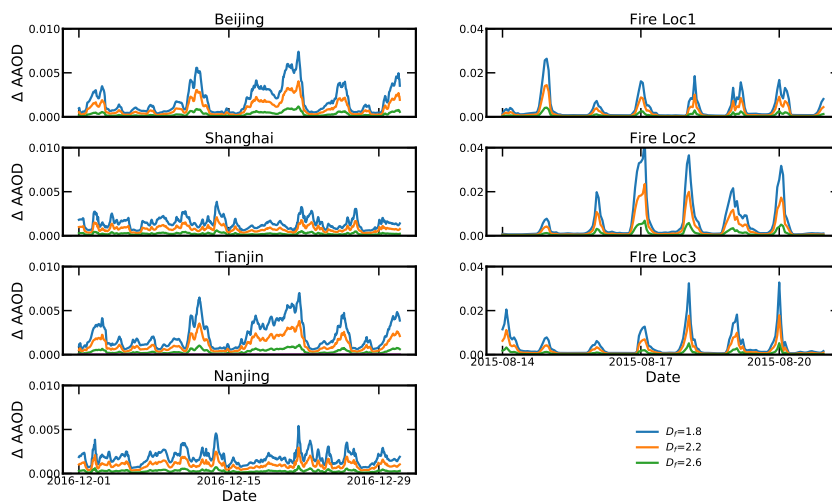 Beijing
0.010
0.005
0.000
Δ AAOD
Shanghai
0.010
0.005
0.000
Δ AAOD
Tianjin
0.010
0.005
0.000
Δ AAOD
Nanjing
0.010
0.005
0.000
Δ AAOD
2016-12-01 2016-12-15 2016-12-29
Date
Fire Loc1
0.04
0.02
0.00
Fire Loc2
0.04
0.02
0.00
FIre Loc3
0.04
0.02
0.00
2015-08-14 2015-08-17 2015-08-20
Date
D_f=1.8
D_f=2.2
D_f=2.6